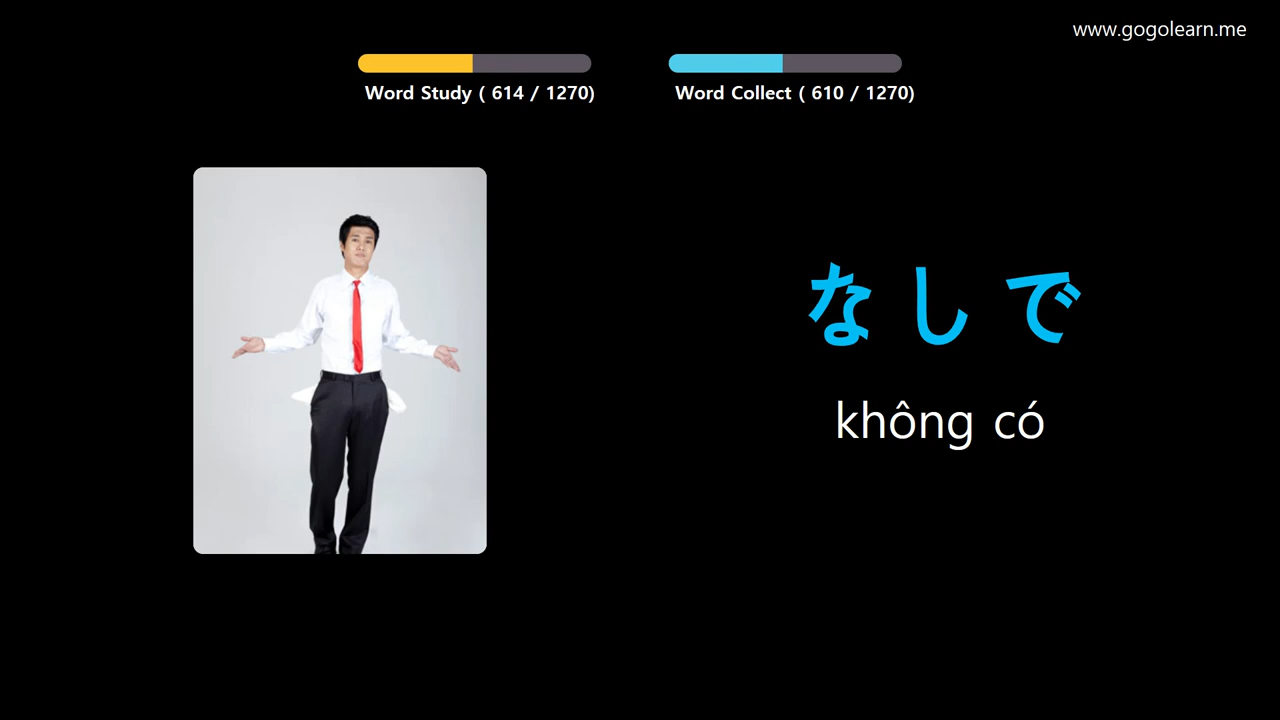 www.gogolearn.me
Word Study ( 614 / 1270)
Word Collect ( 610 / 1270)
なしで
không có